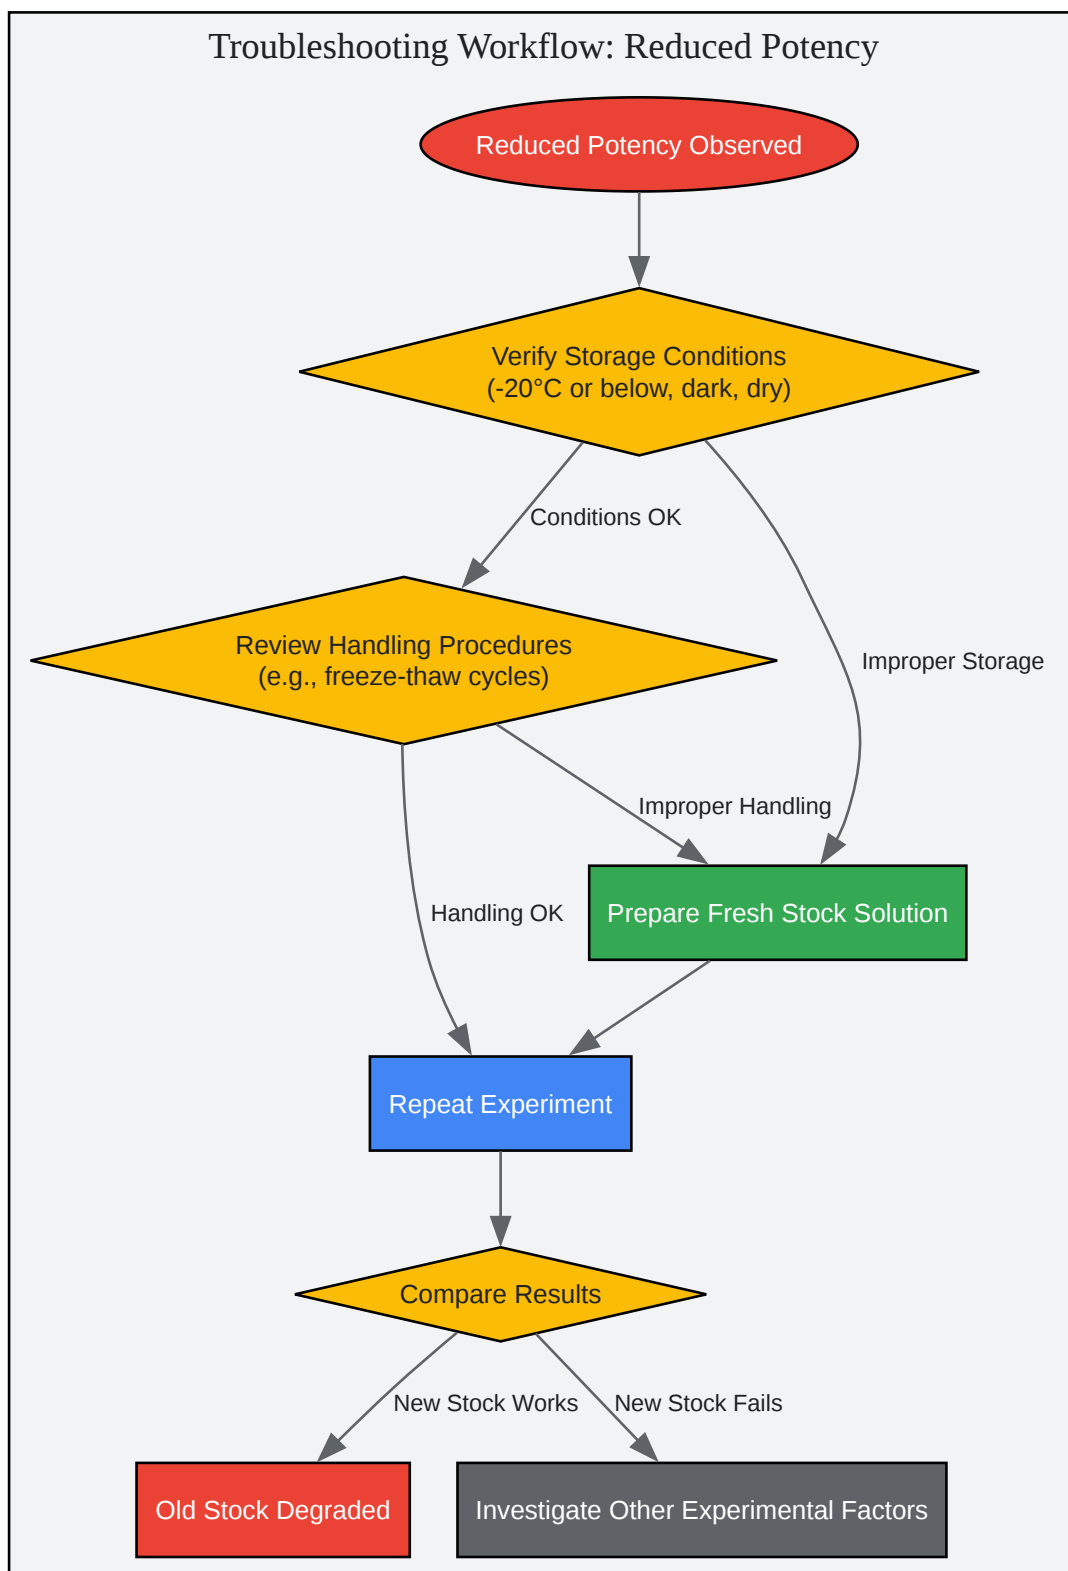 Troubleshooting Workflow: Reduced Potency
Reduced Potency Observed
Verify Storage Conditions
(-20°C or below, dark, dry)
Conditions OK
Review Handling Procedures
(e.g., freeze-thaw cycles)
Improper Storage
Improper Handling
Handling OK
Prepare Fresh Stock Solution
Repeat Experiment
Compare Results
New Stock Works
New Stock Fails
Old Stock Degraded
Investigate Other Experimental Factors